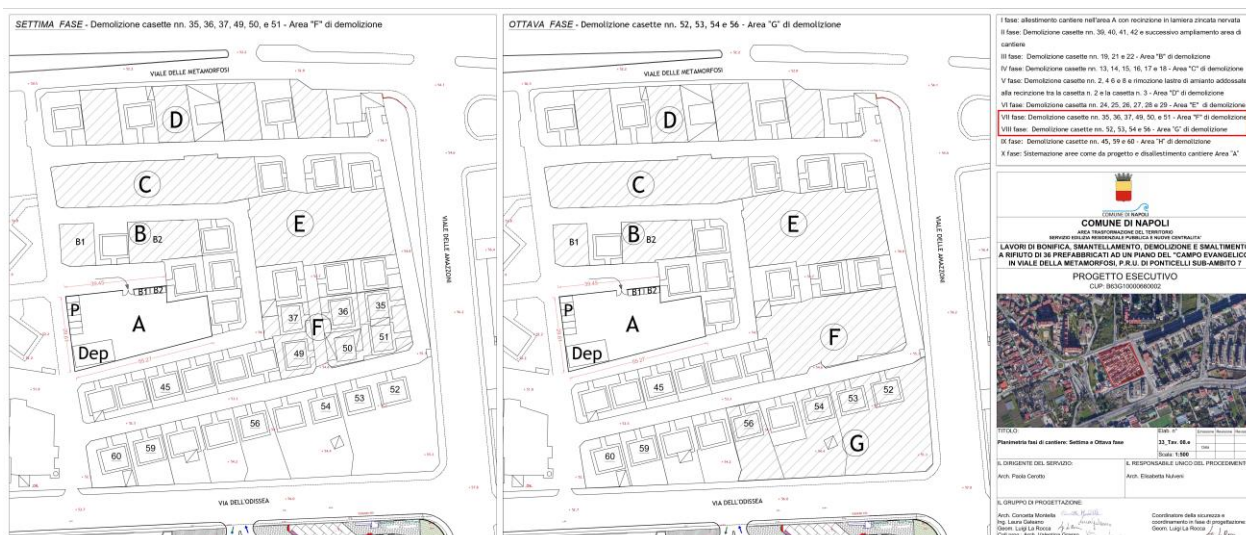 SETTIMA FASE - Demolizione casette nn. 35, 36, 37, 49, 50, e 51 - Area "F" di demolizione
VIALE DELLE METAMORFOSI
D
C
E
B1
B
B2
VIALE DELLE AMAZZONI
B1 B2
P
A
Dep
37
36
35
F
49
50
51
45
52
53
54
56
59
60
VIA DELL'ODISSEA
OTTAVA FASE - Demolizione casette nn. 52, 53, 54 e 56 - Area "G" di demolizione
VIALE DELLE METAMORFOSI
D
C
E
B1
B
B2
VIALE DELLE AMAZZONI
B1 B2
P
A
Dep
F
45
52
53
54
56
G
59
60
VIA DELL'ODISSEA
I fase: allestimento cantiere nell'area A con recinzione in lamiera zincata nervata
II fase: Demolizione casette nn. 39, 40, 41, 42 e successivo ampliamento area di
cantiere
III fase: Demolizione casette nn. 19, 21 e 22 - Area "B" di demolizione
IV fase: Demolizione casette nn. 13, 14, 15, 16, 17 e 18 - Area "C" di demolizione
V fase: Demolizione casette nn. 2, 4 6 e 8 e rimozione lastre di amianto addossate
alla recinzione tra la casetta n. 2 e la casetta n. 3 - Area "D" di demolizione
VI fase: Demolizione casetta nn. 24, 25, 26, 27, 28 e 29 - Area "E" di demolizione
VII fase: Demolizione casette nn. 35, 36, 37, 49, 50, e 51 - Area "F" di demolizione
VIII fase: Demolizione casette nn. 52, 53, 54 e 56 - Area "G" di demolizione
IX fase: Demolizione casette nn. 45, 59 e 60 - Area "H" di demolizione
X fase: Sistemazione aree come da progetto e disallestimento cantiere Area "A"
COMUNE DI NAPOLI
COMUNE DI NAPOLI
AREA TRASFORMAZIONE DEL TERRITORIO
SERVIZIO EDILIZIA RESIDENZIALE PUBBLICA E NUOVE CENTRALITA'
LAVORI DI BONIFICA, SMANTELLAMENTO, DEMOLIZIONE E SMALTIMENTO
A RIFIUTO DI 36 PREFABBRICATI AD UN PIANO DEL "CAMPO EVANGELICO"
IN VIALE DELLA METAMORFOSI, P.R.U. DI PONTICELLI SUB-AMBITO 7
PROGETTO ESECUTIVO
CUP: B63G10000660002
TITOLO:
Planimetria fasi di cantiere: Settima e Ottava fase
Elab. n°
33_Tav. 08.e
Scala: 1:500
IL DIRIGENTE DEL SERVIZIO:
Arch. Paola Cerotto
IL RESPONSABILE UNICO DEL PROCEDIMENTO:
Arch. Elisabetta Nulveni
IL GRUPPO DI PROGETTAZIONE:
Arch. Concetta Montella
Ing. Laura Galeano
Geom. Luigi La Rocca
Coordinatore della sicurezza e
coordinamento in fase di progettazione:
Geom. Luigi La Rocca